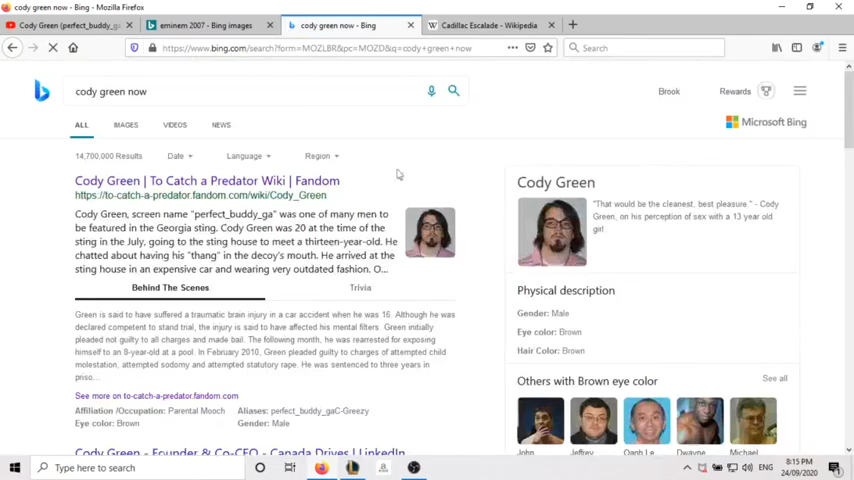 cody green now - Bing - Mozilla Firefox
Cody Green (perfect_buddy_ga
eminem 2007 - Bing images
cody green now - Bing
Cadillac Escalade - Wikipedia
https://www.bing.com/search?form=MOZLBR&pc=MOZD&q=cody+green+now
Search
cody green now
Brook
Rewards
ALL
IMAGES
VIDEOS
NEWS
Microsoft Bing
14,700,000 Results
Date
Language
Region
Cody Green | To Catch a Predator Wiki | Fandom
https://to-catch-a-predator.fandom.com/wiki/Cody_Green
Cody Green, screen name "perfect_buddy_ga" was one of many men to
be featured in the Georgia sting. Cody Green was 20 at the time of
the sting in the July, going to the sting house to meet a thirteen-year-old. He
chatted about having his "thang" in the decoy's mouth. He arrived at the
sting house in an expensive car and wearing very outdated fashion. O...
Behind The Scenes
Trivia
Green is said to have suffered a traumatic brain injury in a car accident when he was 16. Although he was
declared competent to stand trial, the injury is said to have affected his mental filters. Green initially
pleaded not guilty to all charges and made bail. The following month, he was rearrested for exposing
himself to an 8-year-old at a pool. In February 2010, Green pleaded guilty to charges of attempted child
molestation, attempted sodomy and attempted statutory rape. He was sentenced to three years in
priso...
See more on to-catch-a-predator.fandom.com
Affiliation /Occupation: Parental Mooch
Aliases: perfect_buddy_gaC-Greezy
Eye color: Brown
Gender: Male
Cody Green - Founder & Co-CEO - Canada Drives | LinkedIn
Cody Green
"That would be the cleanest, best pleasure." - Cody
Green, on his perception of sex with a 13 year old
girl!
Physical description
Gender: Male
Eye color: Brown
Hair Color: Brown
Others with Brown eye color
See all
John
Jeffrey
Oanh Le
Dwayne
Michael
Type here to search
ENG
8:15 PM
24/09/2020